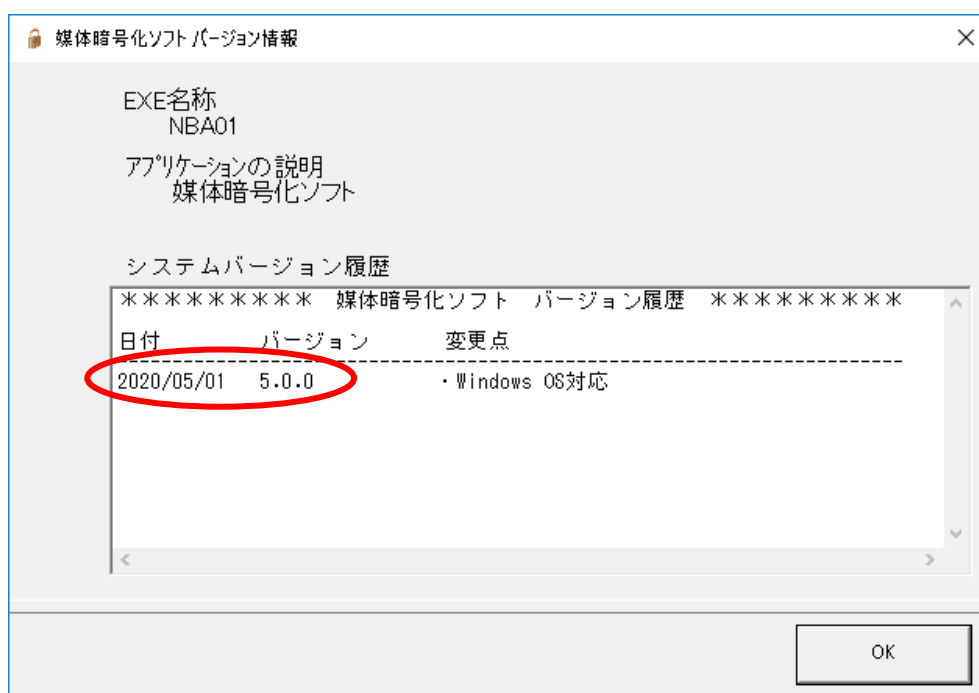 媒体暗号化ソフト バージョン情報
EXE名称
NBA01
アプリケーションの説明
媒体暗号化ソフト
システムバージョン履歴
＊＊＊＊＊＊＊＊＊ 媒体暗号化ソフト バージョン履歴 ＊＊＊＊＊＊＊＊＊
日付 バージョン 変更点
--------------------------------------------------------------------------
2020/05/01 5.0.0 ・Windows OS対応
OK